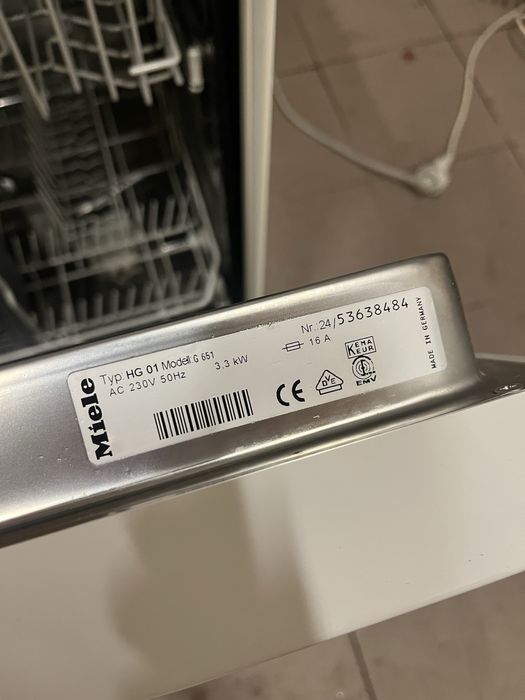 Miele
Typ: HG 01 Modell: G 651
AC 230V 50Hz 3,3 kW
16 A
Nr.: 24/53638484
CE
KEMA
KEUR
VDE
EMV
MADE IN GERMANY